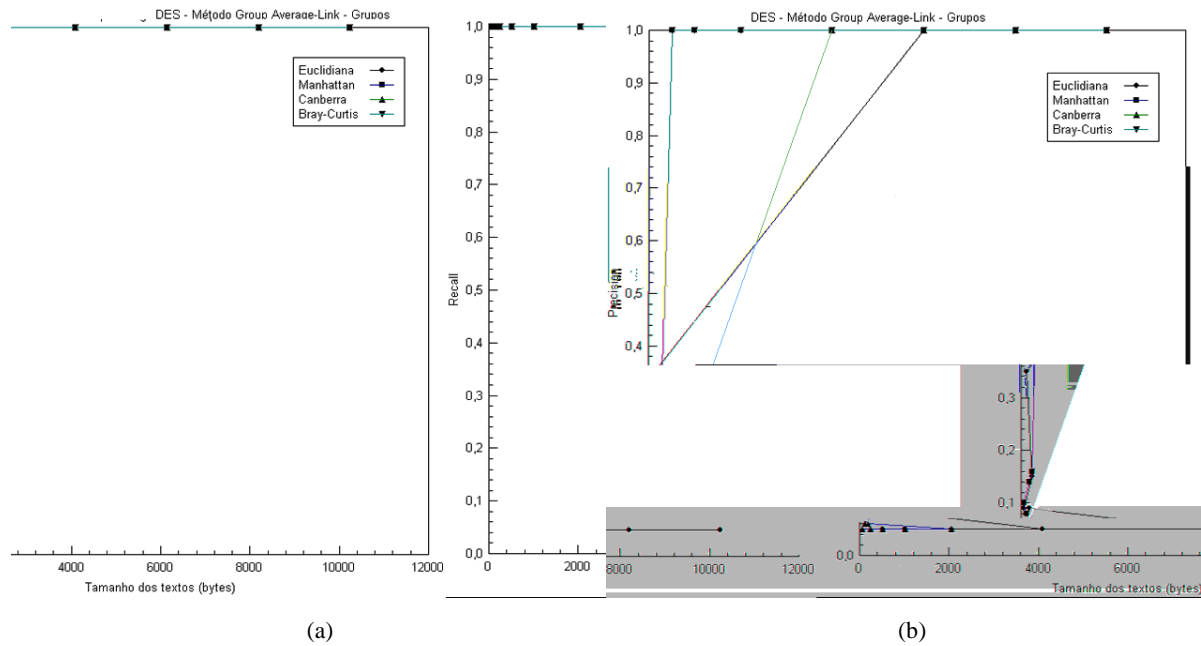 DES - Método Group Average-Link - Grupos
Euclidiana
Manhattan
Canberra
Bray-Curtis
4000
6000
8000
10000
12000
Tamanho dos textos (bytes)
Recall
1,0
0,9
0,8
0,7
0,6
0,5
0,4
0,3
0,2
0,1
0,0
0
2000
DES - Método Group Average-Link - Grupos
Euclidiana
Manhattan
Canberra
Bray-Curtis
Precision
1,0
0,9
0,8
0,7
0,6
0,5
0,4
0,3
0,2
0,1
0,0
8000
10000
12000
0
2000
4000
6000
Tamanho dos textos (bytes)
(a)
(b)